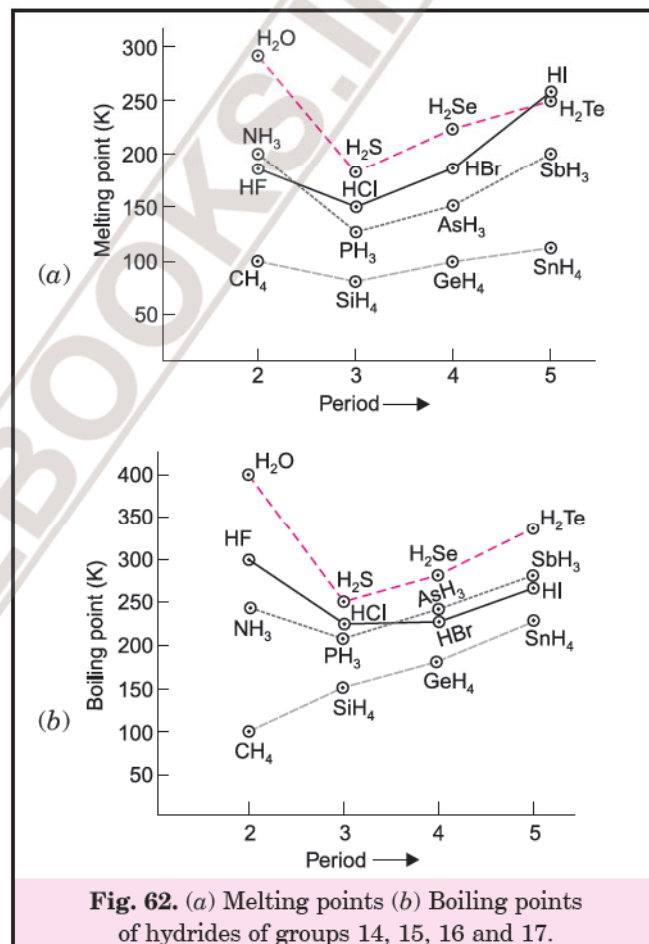 H₂O
300
HI
250
H₂Se
H₂Te
NH₃
H₂S
200
HCl
HBr
SbH₃
HF
150
AsH₃
PH₃
(a)
100
CH₄
SiH₄
GeH₄
SnH₄
50
Melting point (K)
2 3 4 5
Period
400
H₂O
350
H₂Te
HF
300
H₂Se
SbH₃
H₂S
AsH₃
250
HCl
HI
NH₃
HBr
200
PH₃
SnH₄
GeH₄
150
SiH₄
(b)
100
CH₄
50
Boiling point (K)
2 3 4 5
Period
Fig. 62. (a) Melting points (b) Boiling points
of hydrides of groups 14, 15, 16 and 17.